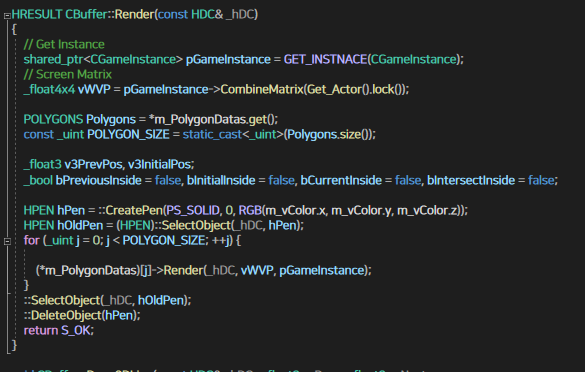 HRESULT CBuffer::Render(const HDC& _hDC)
{
// Get Instance
shared_ptr<CGameInstance> pGameInstance = GET_INSTNACE(CGameInstance);
// Screen Matrix
_float4x4 vWVP = pGameInstance->CombineMatrix(Get_Actor().lock());
POLYGONS Polygons = *m_PolygonDatas.get();
const _uint POLYGON_SIZE = static_cast<_uint>(Polygons.size());
_float3 v3PrevPos, v3InitialPos;
_bool bPreviousInside = false, bInitialInside = false, bCurrentInside = false, bIntersectInside = false;
HPEN hPen = ::CreatePen(PS_SOLID, 0, RGB(m_vColor.x, m_vColor.y, m_vColor.z));
HPEN hOldPen = (HPEN)::SelectObject(_hDC, hPen);
for (_uint j = 0; j < POLYGON_SIZE; ++j) {
(*m_PolygonDatas)[j]->Render(_hDC, vWVP, pGameInstance);
}
::SelectObject(_hDC, hOldPen);
::DeleteObject(hPen);
return S_OK;
}